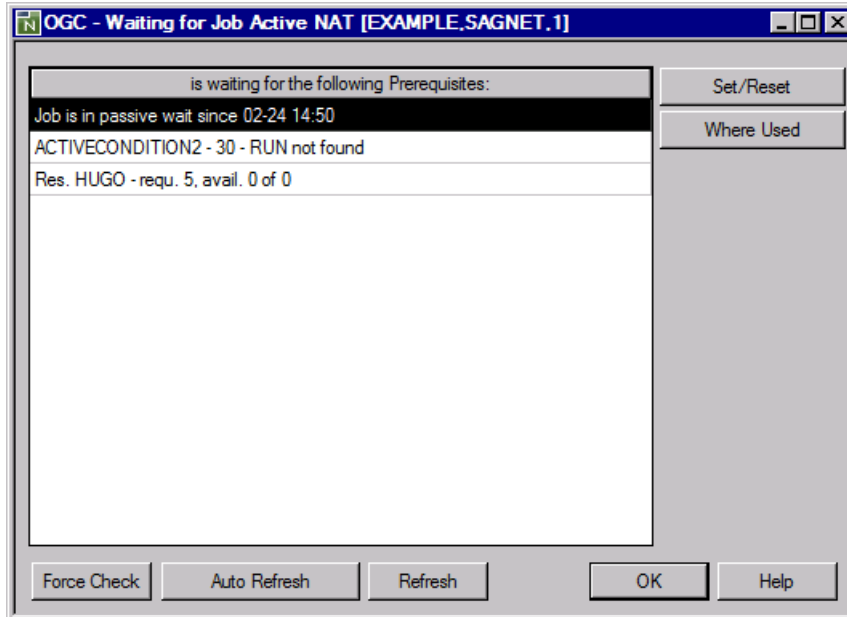 OGC - Waiting for Job Active NAT [EXAMPLE,SAGNET,1]
is waiting for the following Prerequisites:
Job is in passive wait since 02-24 14:50
ACTIVECONDITION2 - 30 - RUN not found
Res. HUGO - requ. 5, avail. 0 of 0
Set/Reset
Where Used
Force Check Auto Refresh Refresh OK Help